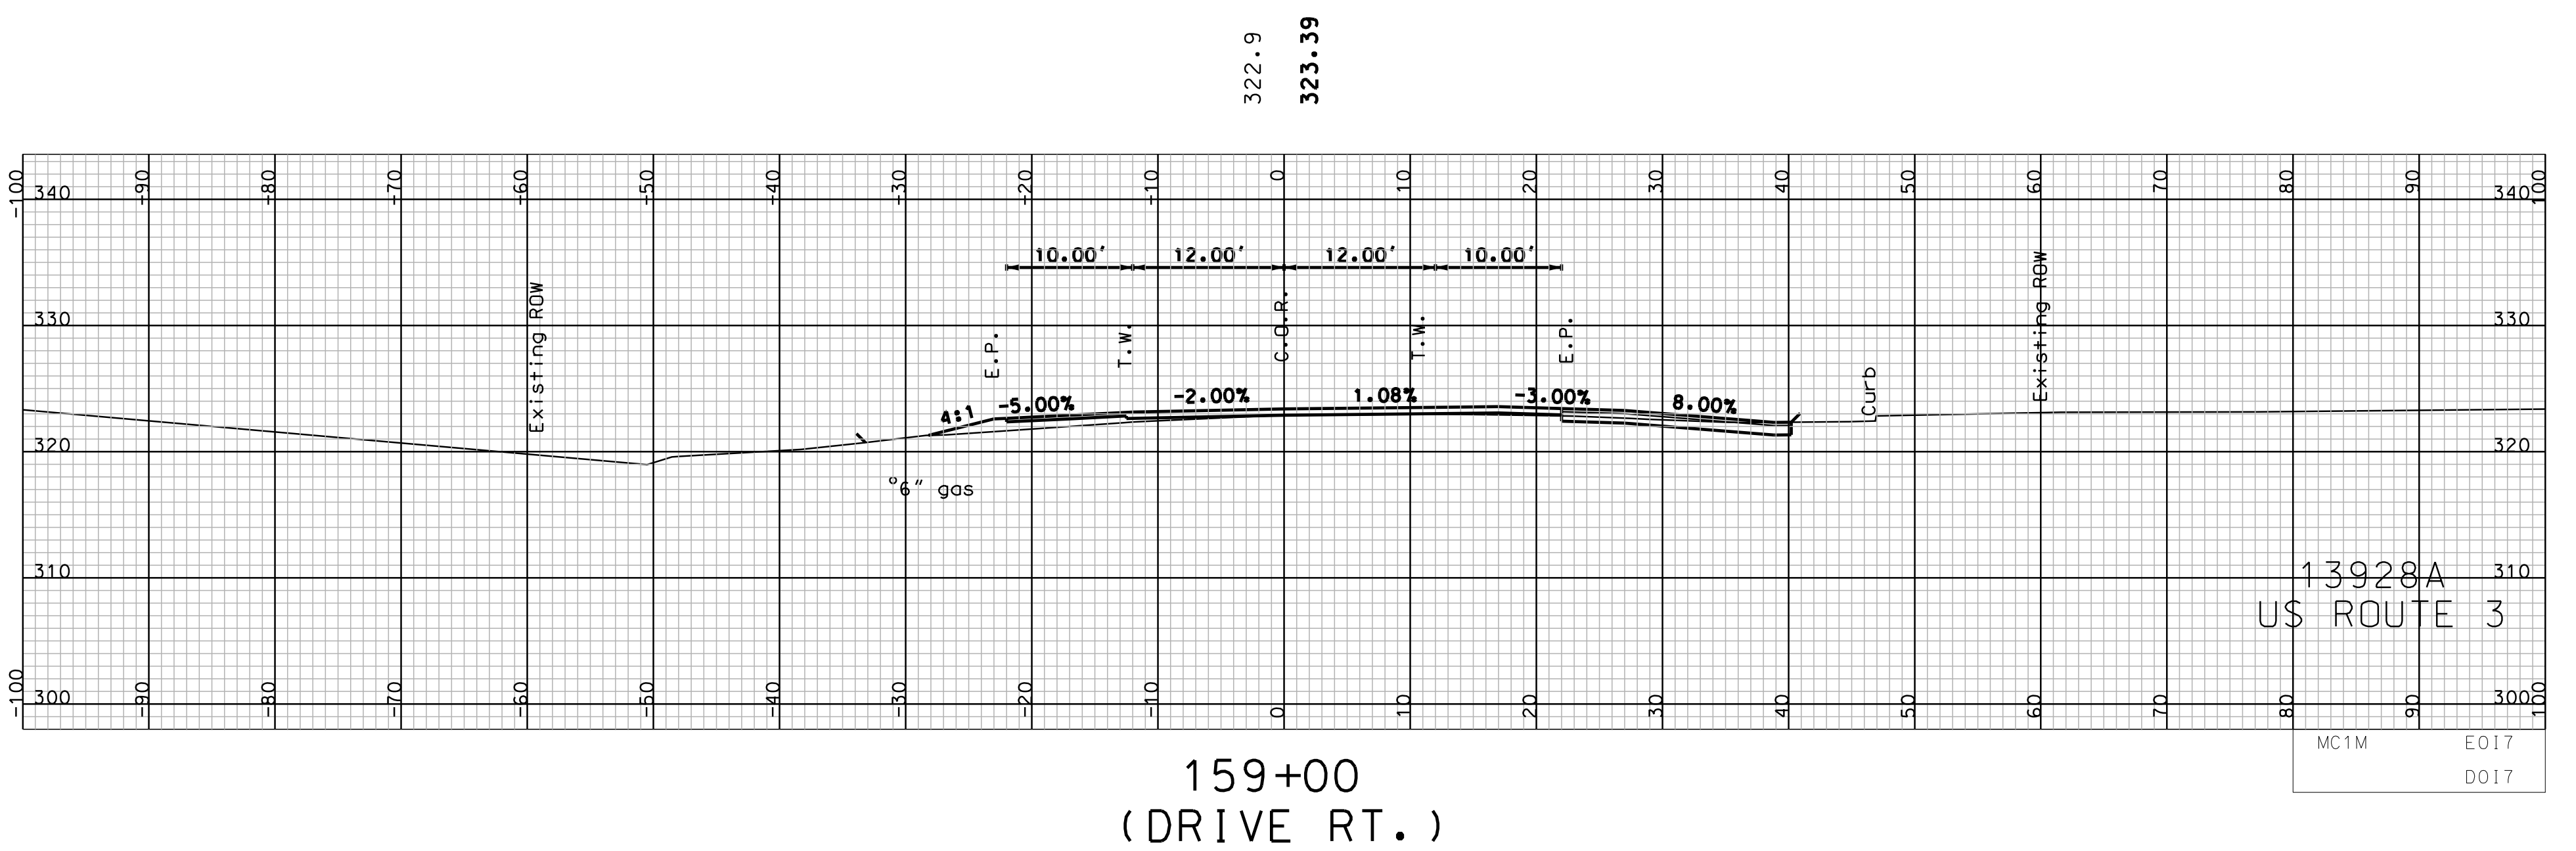 322.9
323.39
-100 -90 -80 -70 -60 -50 -40 -30 -20 -10 0 10 20 30 40 50 60 70 80 90 100
340 340
10.00' 12.00' 12.00' 10.00'
Existing ROW
E.P.
T.W.
C.O.R.
T.W.
E.P.
Curb
Existing ROW
330 330
4:1 -5.00% -2.00% 1.08% -3.00% 8.00%
320 320
6" gas
310 310
13928A
US ROUTE 3
300 300
-100 -90 -80 -70 -60 -50 -40 -30 -20 -10 0 10 20 30 40 50 60 70 80 90 100
MC1M E017
D017
159+00
(DRIVE RT.)